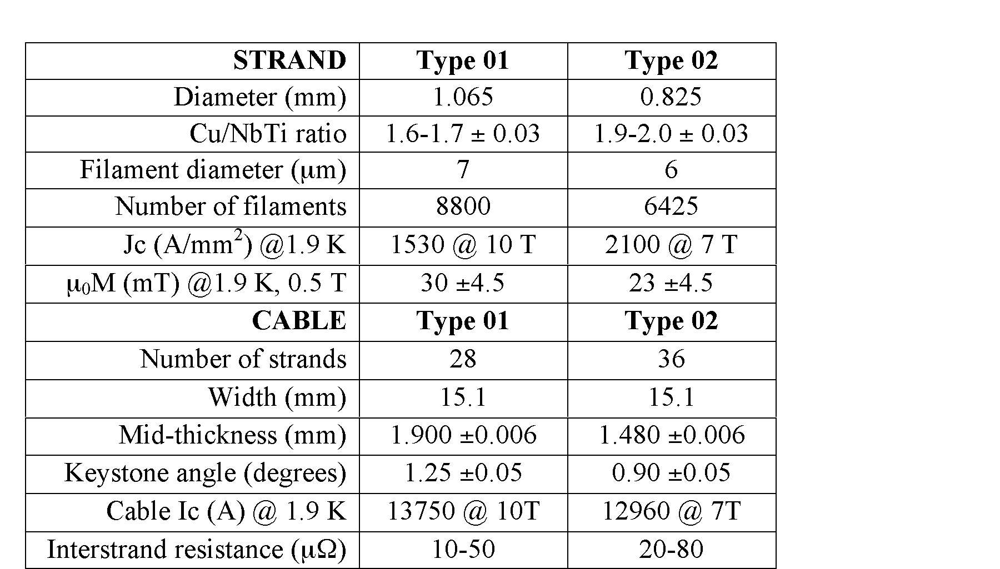 STRAND Type 01 Type 02
Diameter (mm) 1.065 0.825
Cu/NbTi ratio 1.6-1.7 ± 0.03 1.9-2.0 ± 0.03
Filament diameter (μm) 7 6
Number of filaments 8800 6425
Jc (A/mm²) @1.9 K 1530 @ 10 T 2100 @ 7 T
μ₀M (mT) @1.9 K, 0.5 T 30 ±4.5 23 ±4.5
CABLE Type 01 Type 02
Number of strands 28 36
Width (mm) 15.1 15.1
Mid-thickness (mm) 1.900 ±0.006 1.480 ±0.006
Keystone angle (degrees) 1.25 ±0.05 0.90 ±0.05
Cable Ic (A) @ 1.9 K 13750 @ 10T 12960 @ 7T
Interstrand resistance (μΩ) 10-50 20-80